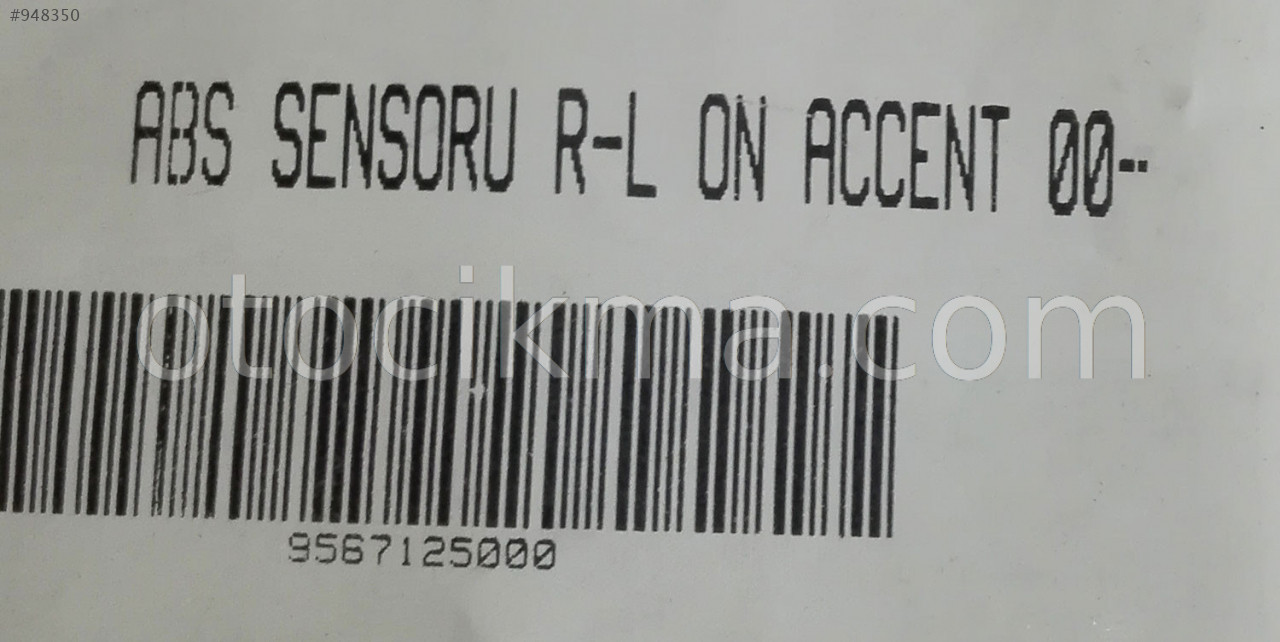 #948350
ABS SENSORU R-L ON ACCENT 00--
otocikma.com
9567125000